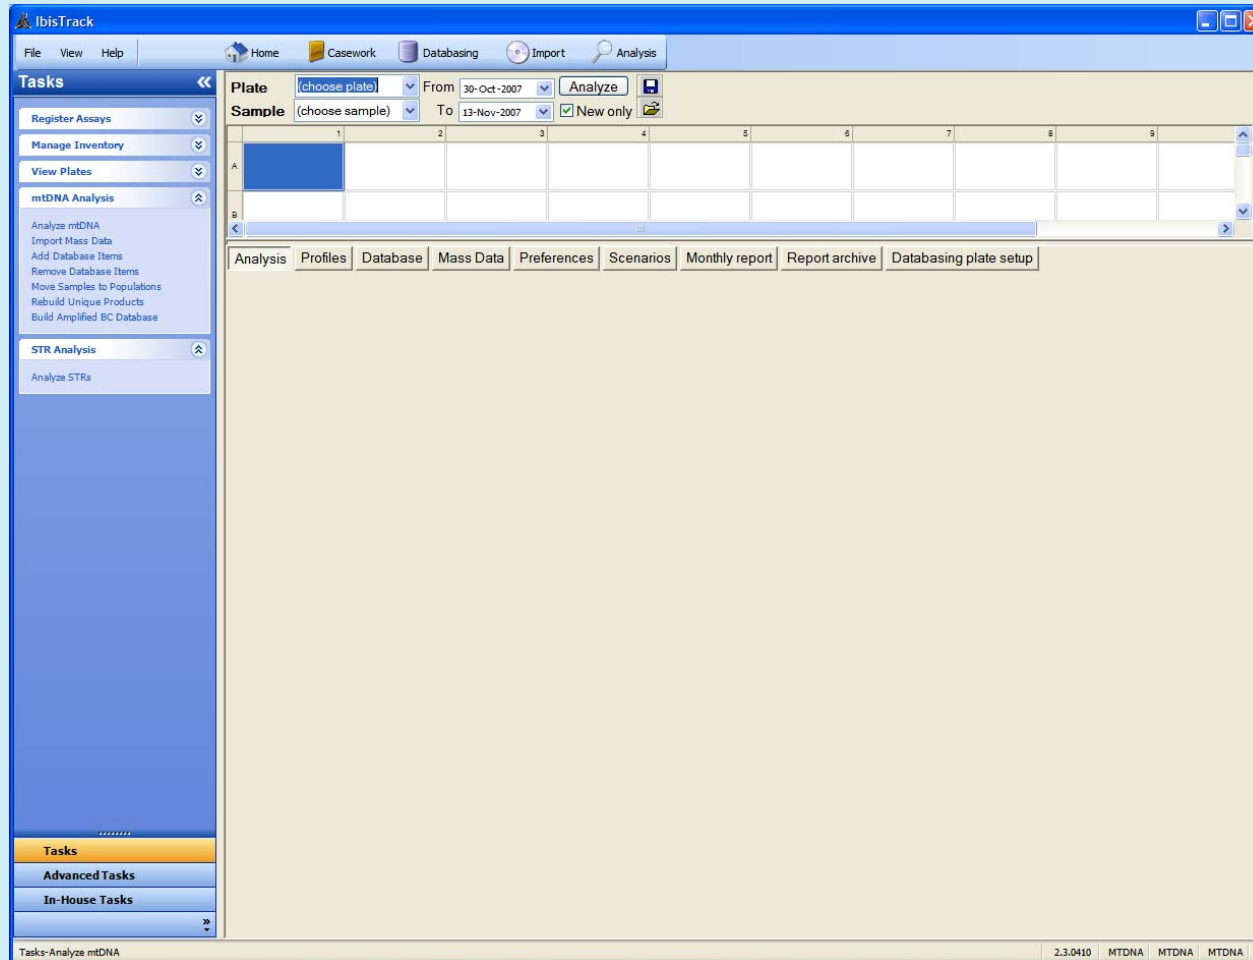 IbisTrack
File View Help Home Casework Databasing Import Analysis
Tasks
Register Assays
Manage Inventory
View Plates
mtDNA Analysis
Analyze mtDNA
Import Mass Data
Add Database Items
Remove Database Items
Move Samples to Populations
Rebuild Unique Products
Build Amplified BC Database
STR Analysis
Analyze STRs
Tasks
Advanced Tasks
In-House Tasks
Plate (choose plate) From 30-Oct-2007 Analyze
Sample (choose sample) To 13-Nov-2007 New only
1 2 3 4 5 6 7 8 9
A
B
Analysis Profiles Database Mass Data Preferences Scenarios Monthly report Report archive Databasing plate setup
Tasks-Analyze mtDNA 2.3.0410 MTDNA MTDNA MTDNA